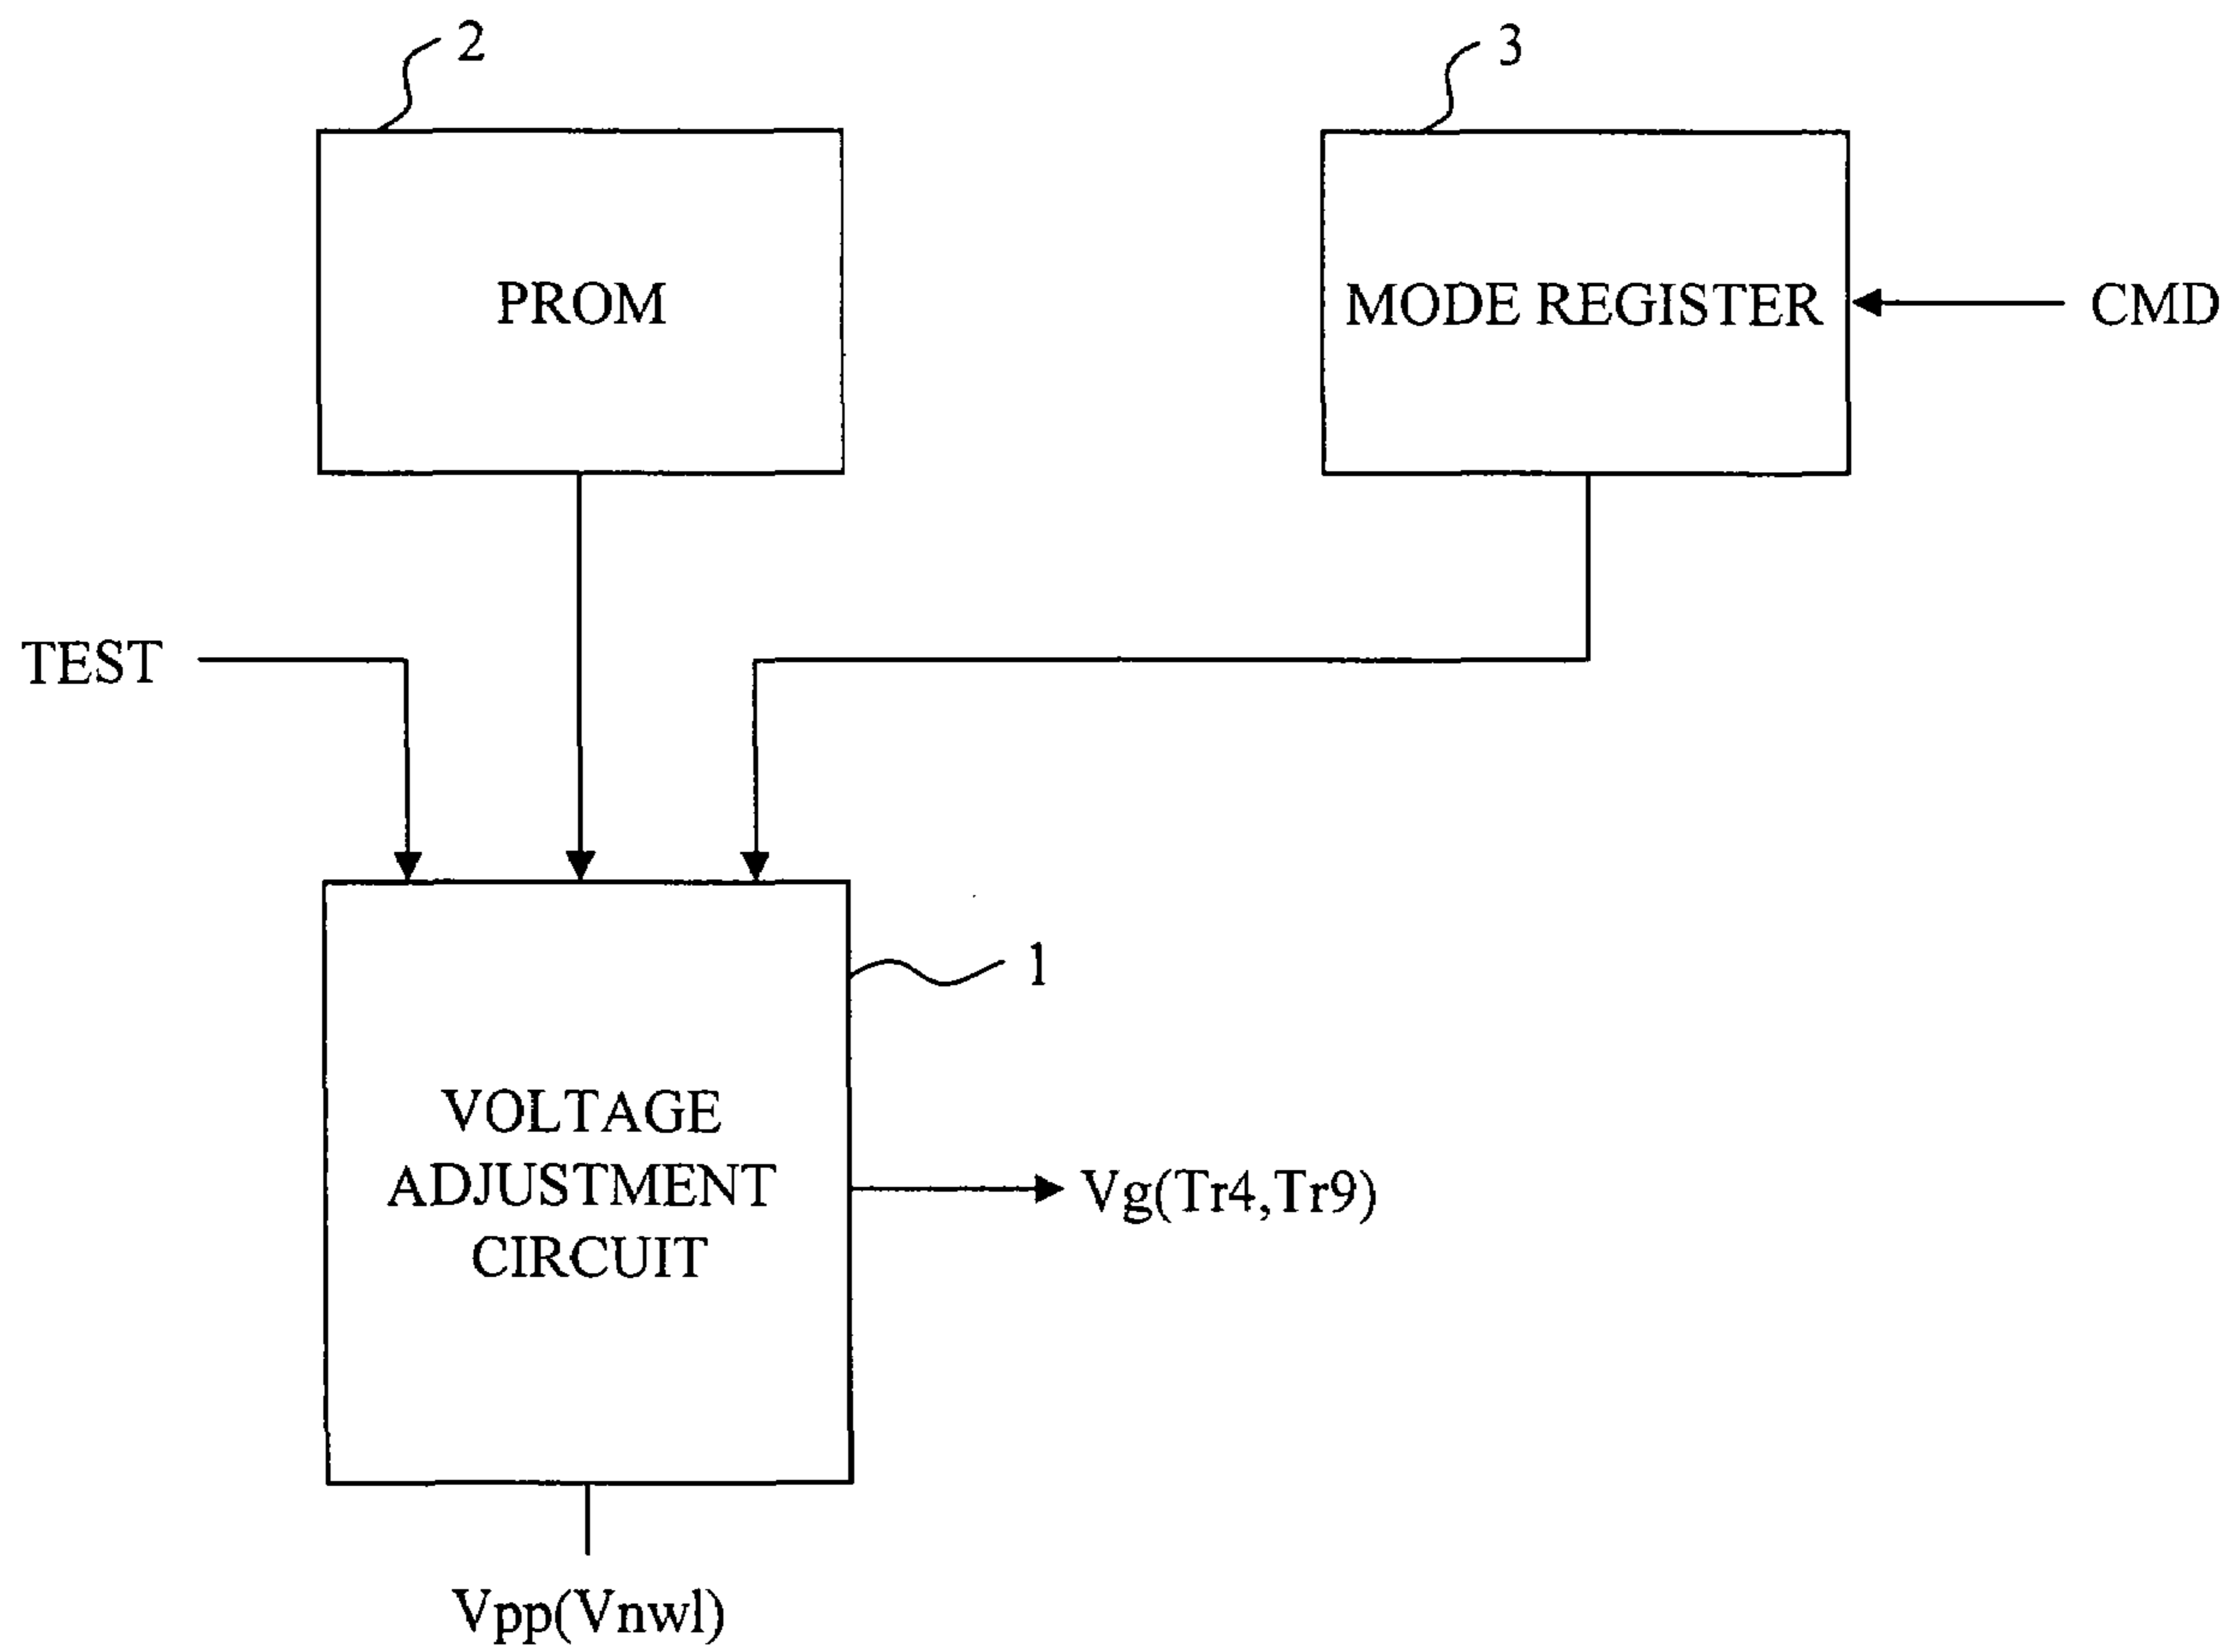 2
3
PROM
MODE REGISTER
CMD
TEST
1
VOLTAGE
ADJUSTMENT
CIRCUIT
Vg(Tr4,Tr9)
Vpp(Vnwl)